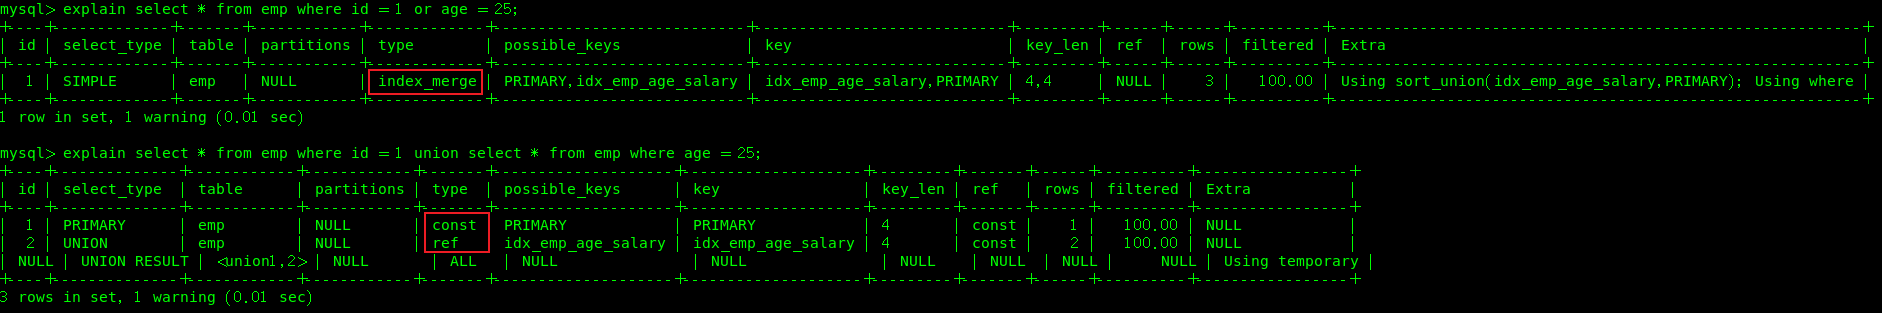 mysql> explain select * from emp where id =1 or age =25;
+----+-------------+-------+------------+-------------+----------------------------+----------------------------+---------+------+------+----------+-----------------------------------------------------------+
| id | select_type | table | partitions | type | possible_keys | key | key_len | ref | rows | filtered | Extra |
+----+-------------+-------+------------+-------------+----------------------------+----------------------------+---------+------+------+----------+-----------------------------------------------------------+
| 1 | SIMPLE | emp | NULL | index_merge | PRIMARY,idx_emp_age_salary | idx_emp_age_salary,PRIMARY | 4,4 | NULL | 3 | 100.00 | Using sort_union(idx_emp_age_salary,PRIMARY); Using where |
+----+-------------+-------+------------+-------------+----------------------------+----------------------------+---------+------+------+----------+-----------------------------------------------------------+
1 row in set, 1 warning (0.01 sec)
mysql> explain select * from emp where id =1 union select * from emp where age =25;
+----+--------------+------------+------------+-------+--------------------+--------------------+---------+-------+------+----------+-----------------+
| id | select_type | table | partitions | type | possible_keys | key | key_len | ref | rows | filtered | Extra |
+----+--------------+------------+------------+-------+--------------------+--------------------+---------+-------+------+----------+-----------------+
| 1 | PRIMARY | emp | NULL | const | PRIMARY | PRIMARY | 4 | const | 1 | 100.00 | NULL |
| 2 | UNION | emp | NULL | ref | idx_emp_age_salary | idx_emp_age_salary | 4 | const | 2 | 100.00 | NULL |
| NULL | UNION RESULT | <union1,2> | NULL | ALL | NULL | NULL | NULL | NULL | NULL | NULL | Using temporary |
+----+--------------+------------+------------+-------+--------------------+--------------------+---------+-------+------+----------+-----------------+
3 rows in set, 1 warning (0.01 sec)